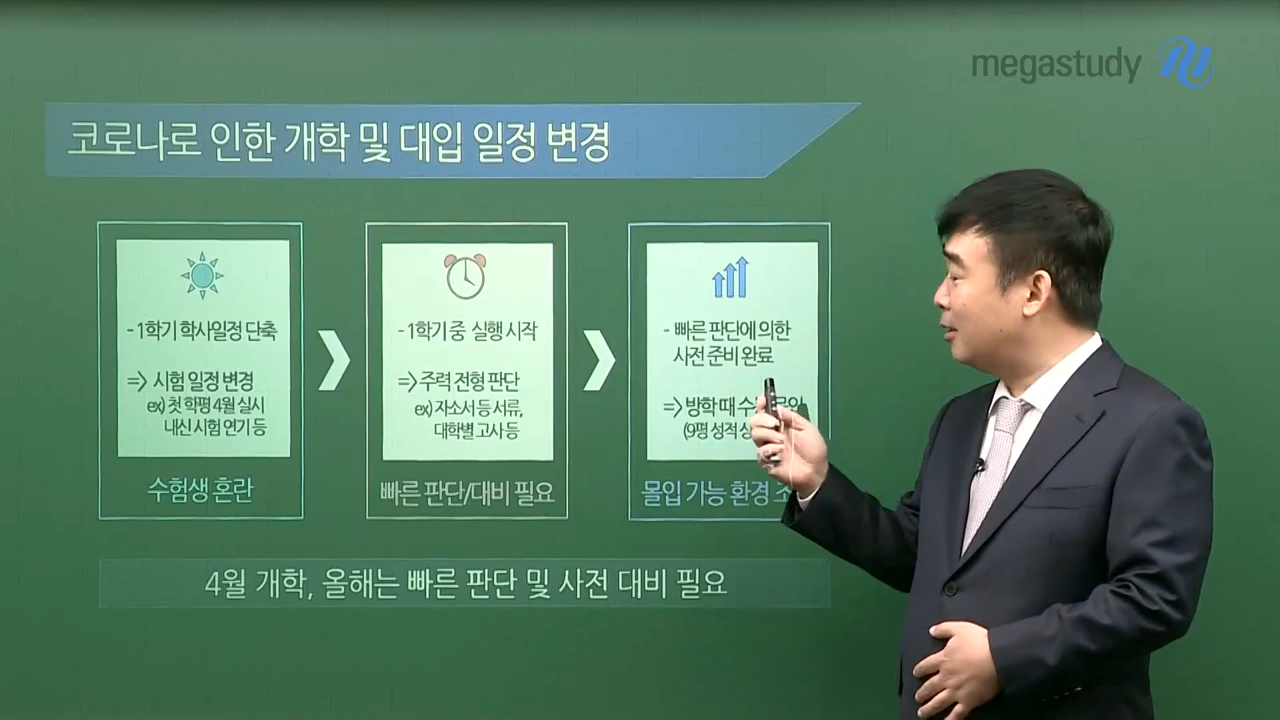 megastudy
코로나로 인한 개학 및 대입 일정 변경
- 1학기 학사일정 단축
=> 시험 일정 변경
ex) 첫 학평 4월 실시
내신 시험 연기 등
수험생 혼란
- 1학기 중 실행 시작
=> 주력 전형 판단
ex) 자소서 등 서류,
대학별 고사 등
빠른 판단/대비 필요
- 빠른 판단에 의한
사전 준비 완료
=> 방학 때
(9평 성적
몰입 가능 환경
4월 개학, 올해는 빠른 판단 및 사전 대비 필요